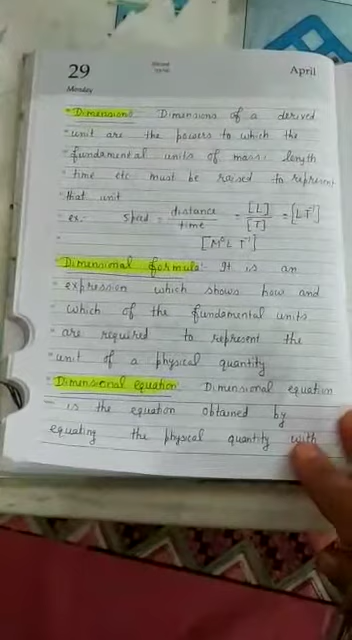 29
April
Monday
Dimensions: Dimensions of a derived
unit are the powers to which the
fundamental units of mass, length
time etc must be raised to represent
that unit
ex:- Spad = distance/time = [L]/[T] = [LT⁻¹]
[M⁰L T⁻¹]
Dimensional formula: It is an
expression which shows how and
which of the fundamental units
are required to represent the
unit of a physical quantity
Dimensional equation: Dimensional equation
is the equation obtained by
equating the physical quantity with